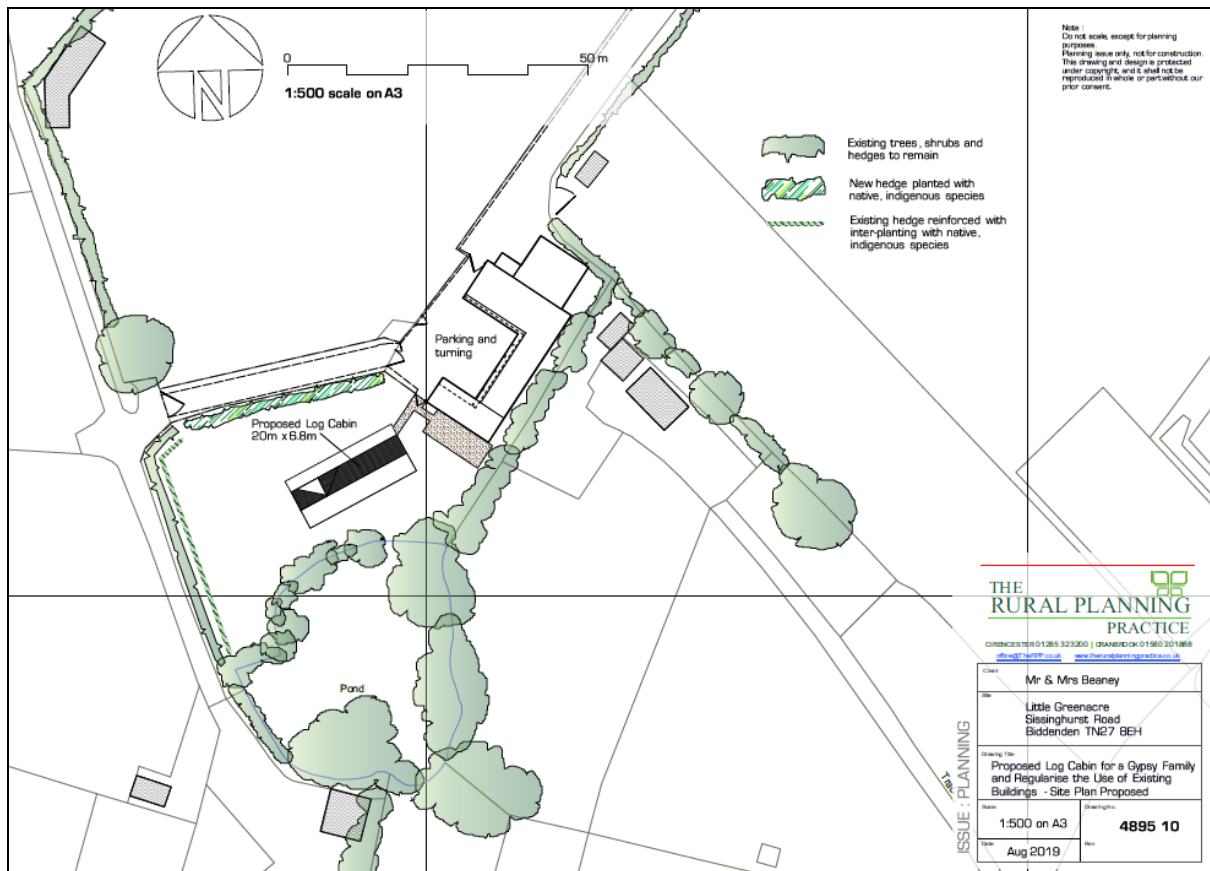 Note :
Do not scale, except for planning
purposes.
Planning issue only, not for construction.
This drawing and design is protected
under copyright, and it shall not be
reproduced in whole or part without our
prior consent.
N
0
50 m
1:500 scale on A3
Existing trees, shrubs and
hedges to remain
New hedge planted with
native, indigenous species
Existing hedge reinforced with
inter-planting with native,
indigenous species
Parking and
turning
Proposed Log Cabin
20m x 6.8m
Pond
THE
RURAL PLANNING
PRACTICE
CIRENCESTER 01285 323200 | CRANBROOK 01580 201888
office@TheRPP.co.uk www.theruralplanningpractice.co.uk
Client
Mr & Mrs Beaney
Site
Little Greenacre
Sissinghurst Road
Biddenden TN27 8EH
Drawing Title
Proposed Log Cabin for a Gypsy Family
and Regularise the Use of Existing
Buildings - Site Plan Proposed
Scale
1:500 on A3
Drawing No.
4895 10
Date
Aug 2019
Rev
ISSUE : PLANNING